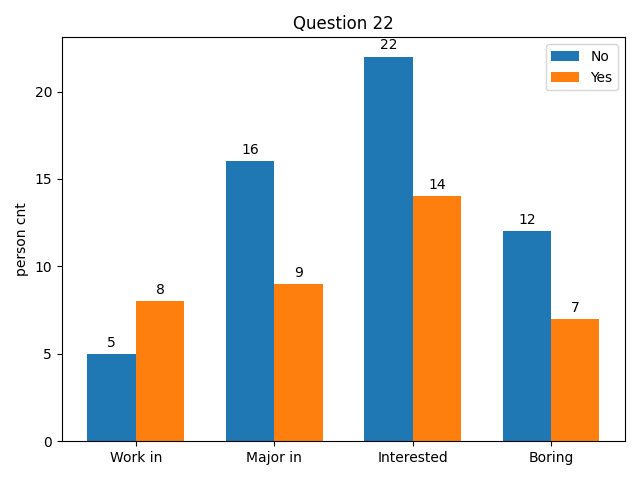 Question 22
No
Yes
person cnt
20
15
10
5
0
5
8
16
9
22
14
12
7
Work in
Major in
Interested
Boring